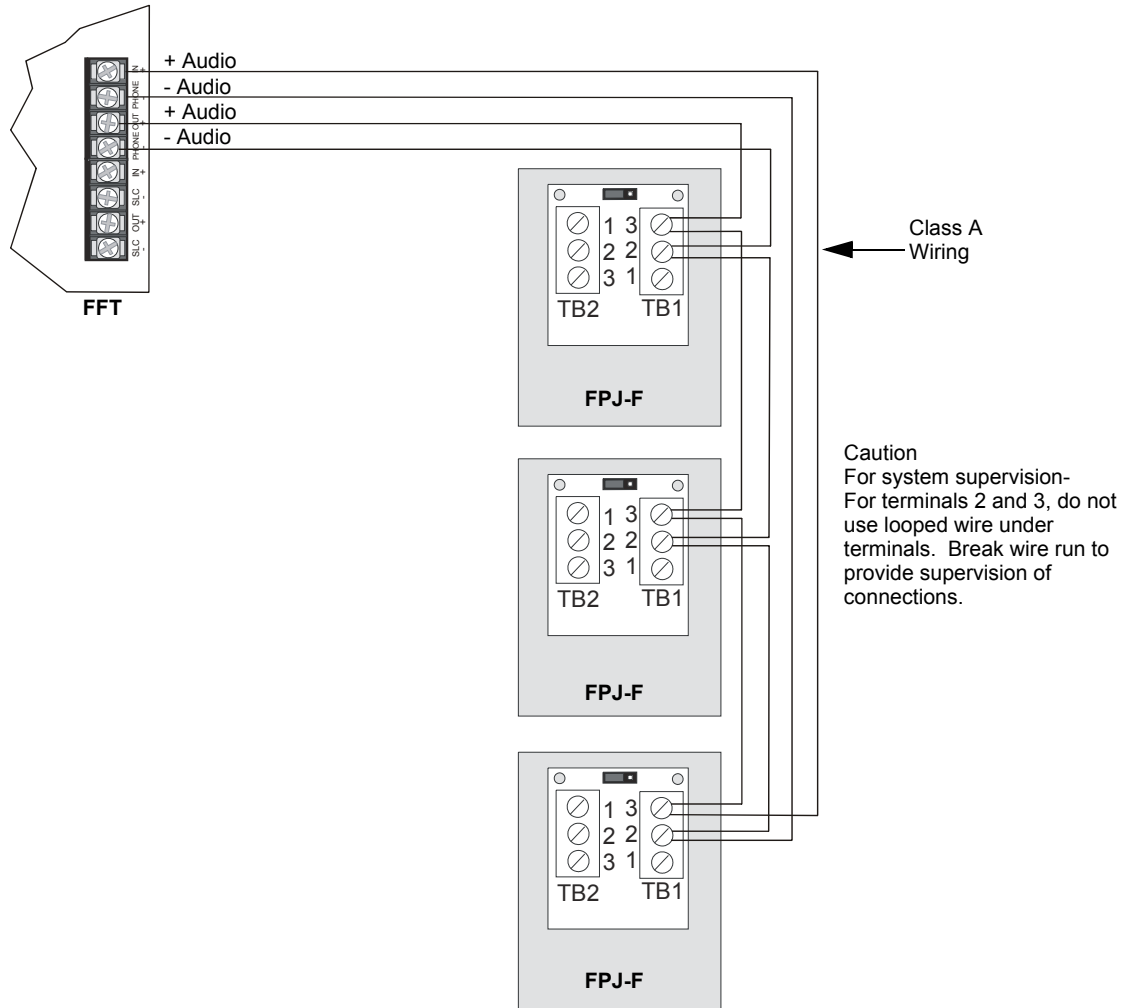 + Audio
- Audio
+ Audio
- Audio
IN +
PHONE -
OUT +
PHONE -
IN +
SLC -
OUT +
SLC -
FFT
1 3
2 2
3 1
TB2 TB1
FPJ-F
Class A
Wiring
1 3
2 2
3 1
TB2 TB1
FPJ-F
Caution
For system supervision-
For terminals 2 and 3, do not
use looped wire under
terminals. Break wire run to
provide supervision of
connections.
1 3
2 2
3 1
TB2 TB1
FPJ-F